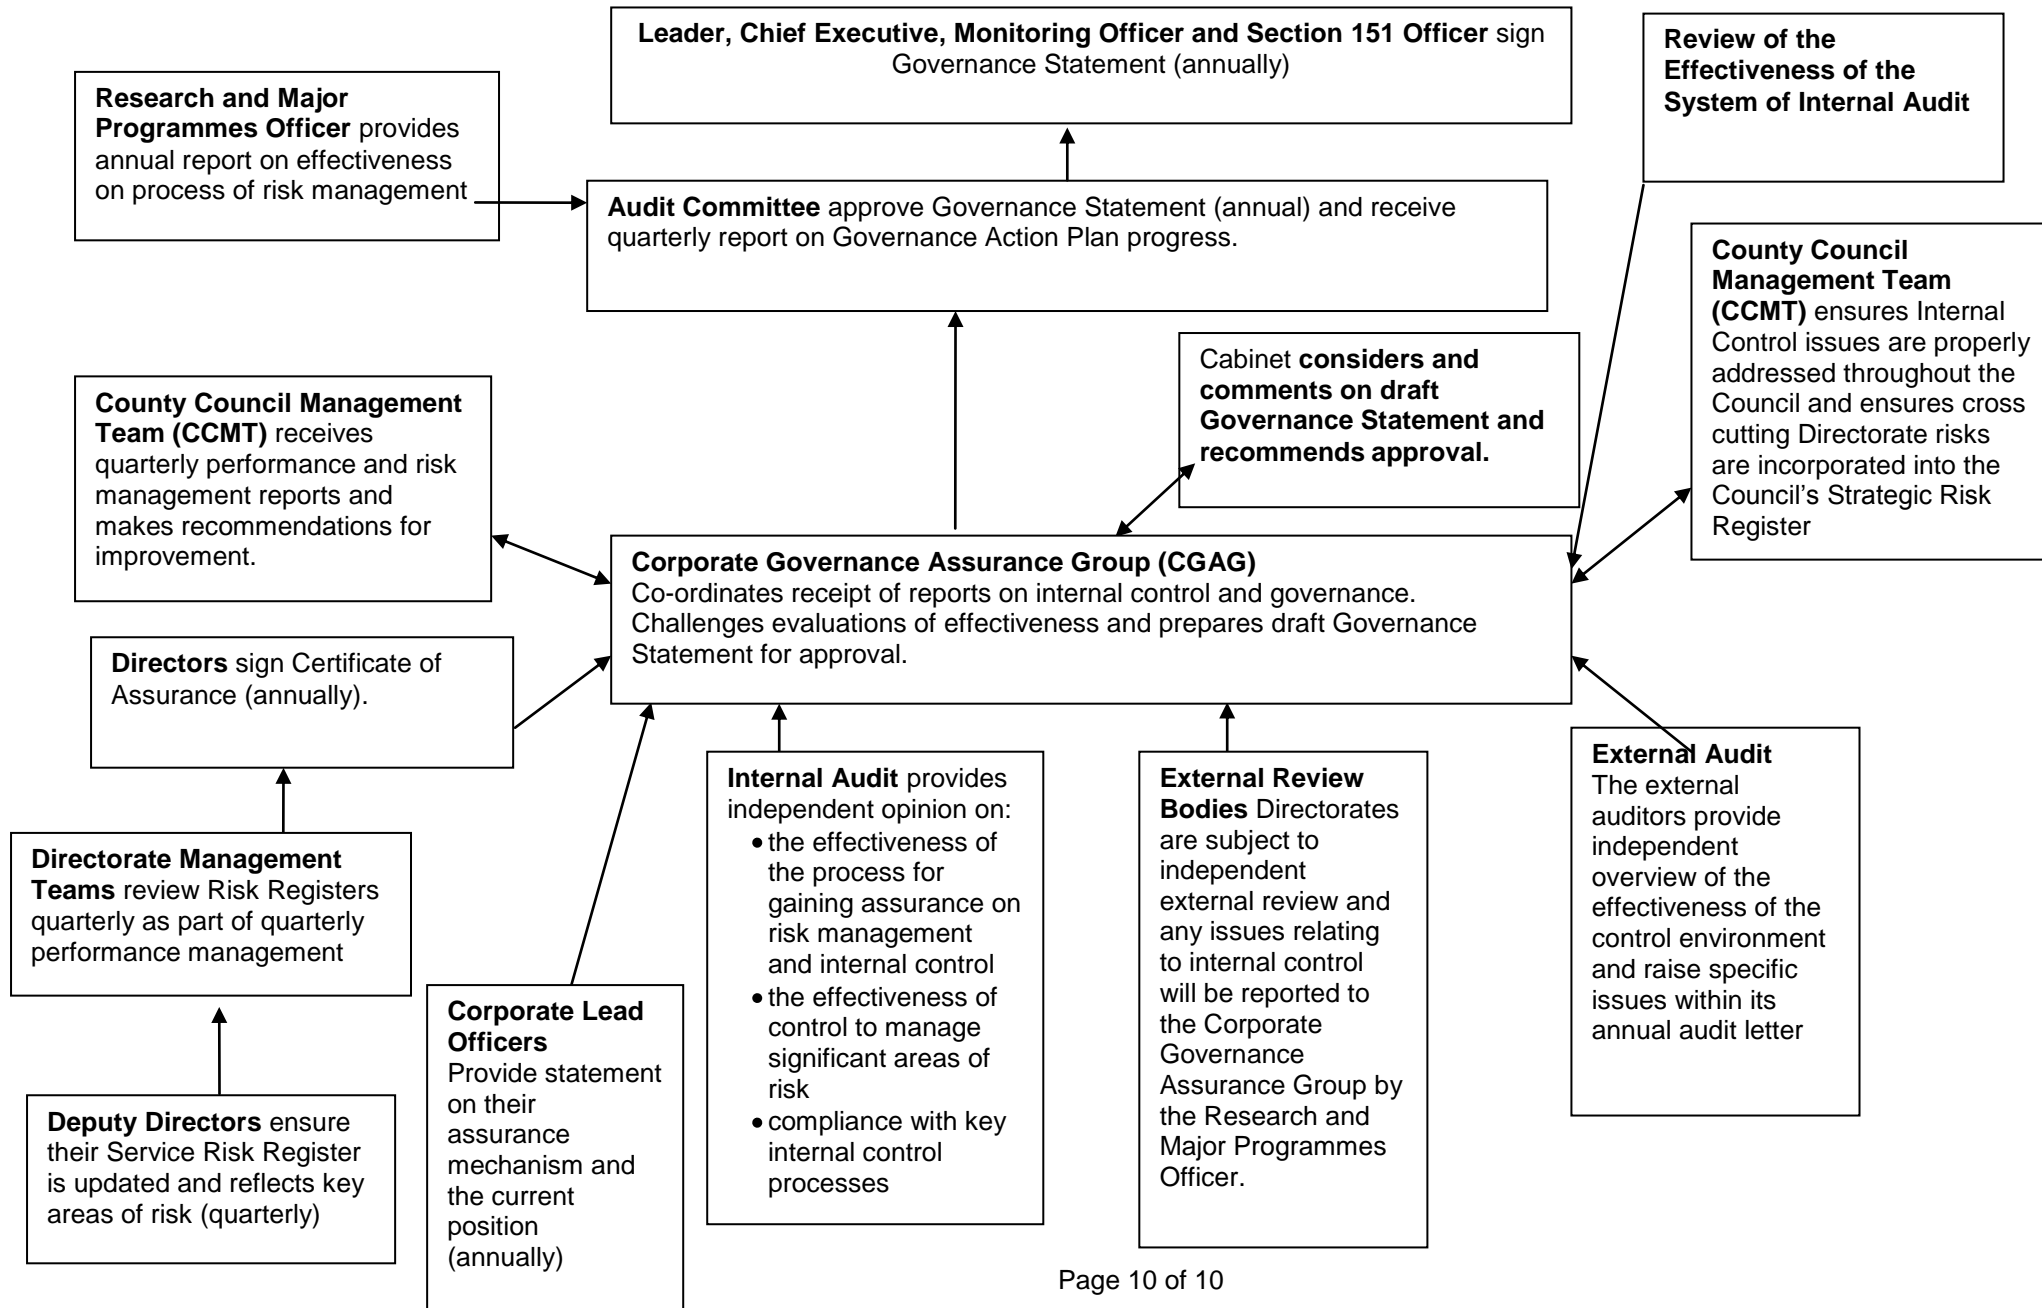 Leader, Chief Executive, Monitoring Officer and Section 151 Officer sign
Governance Statement (annually)
Review of the
Effectiveness of the
System of Internal Audit
Research and Major
Programmes Officer provides
annual report on effectiveness
on process of risk management
Audit Committee approve Governance Statement (annual) and receive
quarterly report on Governance Action Plan progress.
County Council
Management Team
(CCMT) ensures Internal
Control issues are properly
addressed throughout the
Council and ensures cross
cutting Directorate risks
are incorporated into the
Council’s Strategic Risk
Register
Cabinet considers and
comments on draft
Governance Statement and
recommends approval.
County Council Management
Team (CCMT) receives
quarterly performance and risk
management reports and
makes recommendations for
improvement.
Corporate Governance Assurance Group (CGAG)
Co-ordinates receipt of reports on internal control and governance.
Challenges evaluations of effectiveness and prepares draft Governance
Statement for approval.
Directors sign Certificate of
Assurance (annually).
Directorate Management
Teams review Risk Registers
quarterly as part of quarterly
performance management
Deputy Directors ensure
their Service Risk Register
is updated and reflects key
areas of risk (quarterly)
Corporate Lead
Officers
Provide statement
on their
assurance
mechanism and
the current
position
(annually)
Internal Audit provides
independent opinion on:
• the effectiveness of
the process for
gaining assurance on
risk management
and internal control
• the effectiveness of
control to manage
significant areas of
risk
• compliance with key
internal control
processes
External Review
Bodies Directorates
are subject to
independent
external review and
any issues relating
to internal control
will be reported to
the Corporate
Governance
Assurance Group by
the Research and
Major Programmes
Officer.
External Audit
The external
auditors provide
independent
overview of the
effectiveness of the
control environment
and raise specific
issues within its
annual audit letter
Page 10 of 10